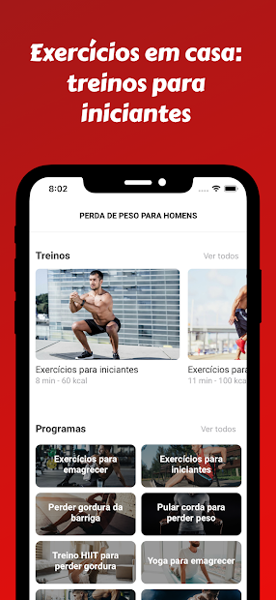 Exercícios em casa:
treinos para
iniciantes
8:02
PERDA DE PESO PARA HOMENS
Treinos
Ver todos
Exercícios para iniciantes
8 min · 60 kcal
Exercícios para
11 min · 100 kca
Programas
Ver todos
Exercícios para
emagrecer
Exercícios para
iniciantes
Perder gordura da
barriga
Pular corda para
perder peso
Treino HIIT para
perder gordura
Yoga para emagrecer